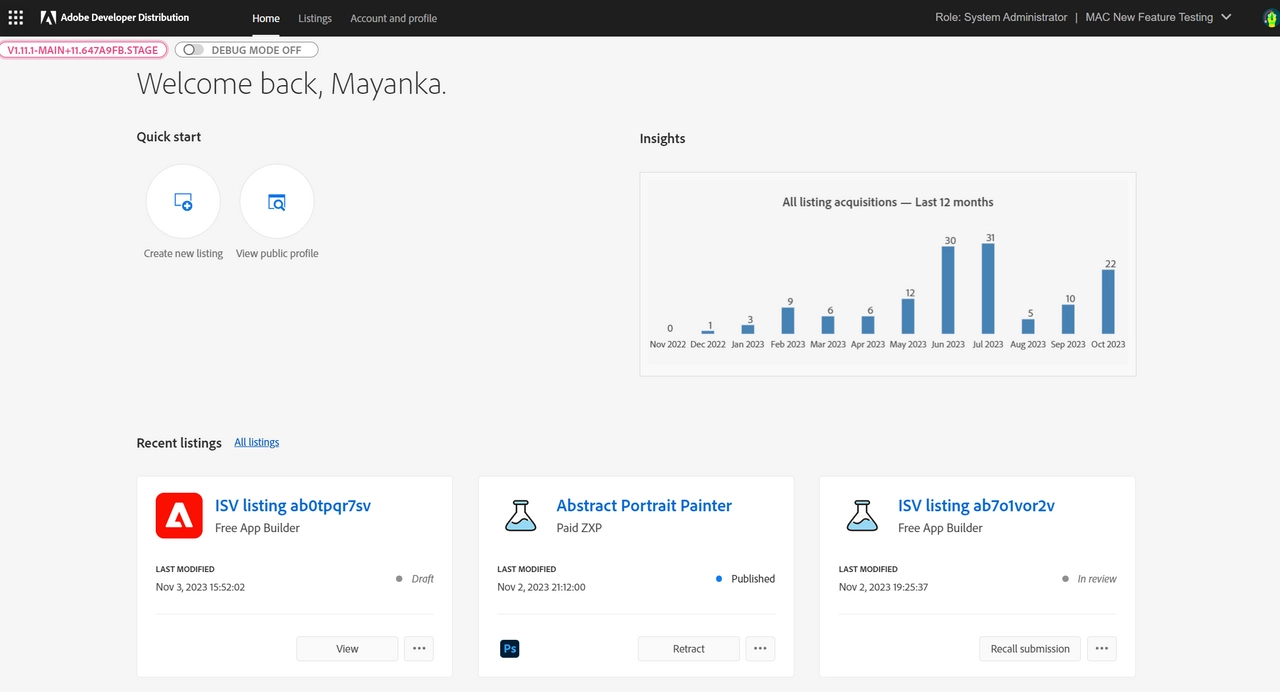 Adobe Developer Distribution
Home
Listings
Account and profile
Role: System Administrator | MAC New Feature Testing
V1.11.1-MAIN+11.647A9FB.STAGE
DEBUG MODE OFF
Welcome back, Mayanka.
Quick start
Create new listing
View public profile
Insights
All listing acquisitions — Last 12 months
0 1 3 9 6 6 12 30 31 5 10 22
Nov 2022 Dec 2022 Jan 2023 Feb 2023 Mar 2023 Apr 2023 May 2023 Jun 2023 Jul 2023 Aug 2023 Sep 2023 Oct 2023
Recent listings
All listings
ISV listing ab0tpqr7sv
Free App Builder
LAST MODIFIED
Nov 3, 2023 15:52:02
Draft
View
Abstract Portrait Painter
Paid ZXP
LAST MODIFIED
Nov 2, 2023 21:12:00
Published
Ps
Retract
ISV listing ab7o1vor2v
Free App Builder
LAST MODIFIED
Nov 2, 2023 19:25:37
In review
Recall submission